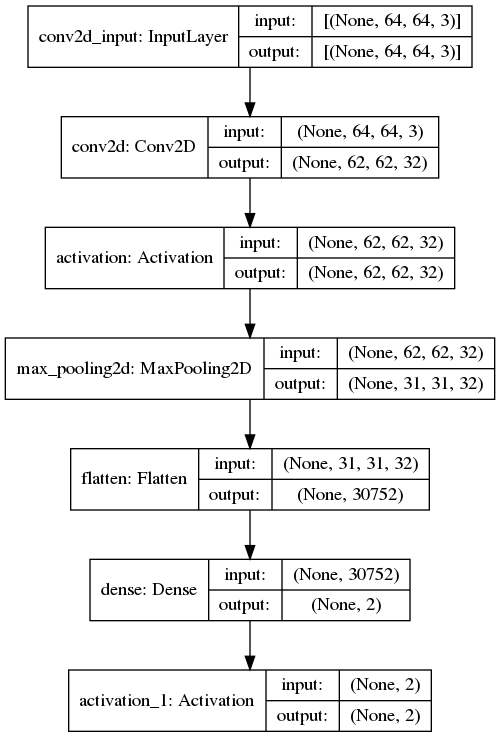 conv2d_input: InputLayer
input:
[(None, 64, 64, 3)]
output:
[(None, 64, 64, 3)]
conv2d: Conv2D
input:
(None, 64, 64, 3)
output:
(None, 62, 62, 32)
activation: Activation
input:
(None, 62, 62, 32)
output:
(None, 62, 62, 32)
max_pooling2d: MaxPooling2D
input:
(None, 62, 62, 32)
output:
(None, 31, 31, 32)
flatten: Flatten
input:
(None, 31, 31, 32)
output:
(None, 30752)
dense: Dense
input:
(None, 30752)
output:
(None, 2)
activation_1: Activation
input:
(None, 2)
output:
(None, 2)